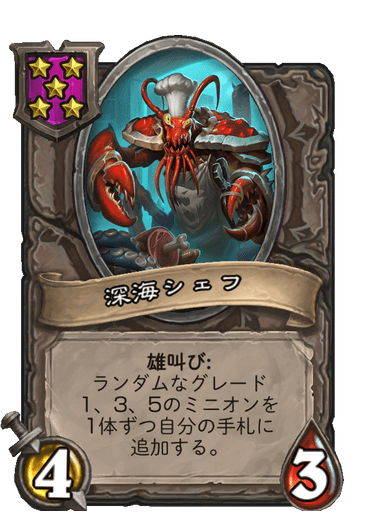 深海シェフ
雄叫び:
ランダムなグレード
1、3、5のミニオンを
1体ずつ自分の手札に
追加する。
4
3